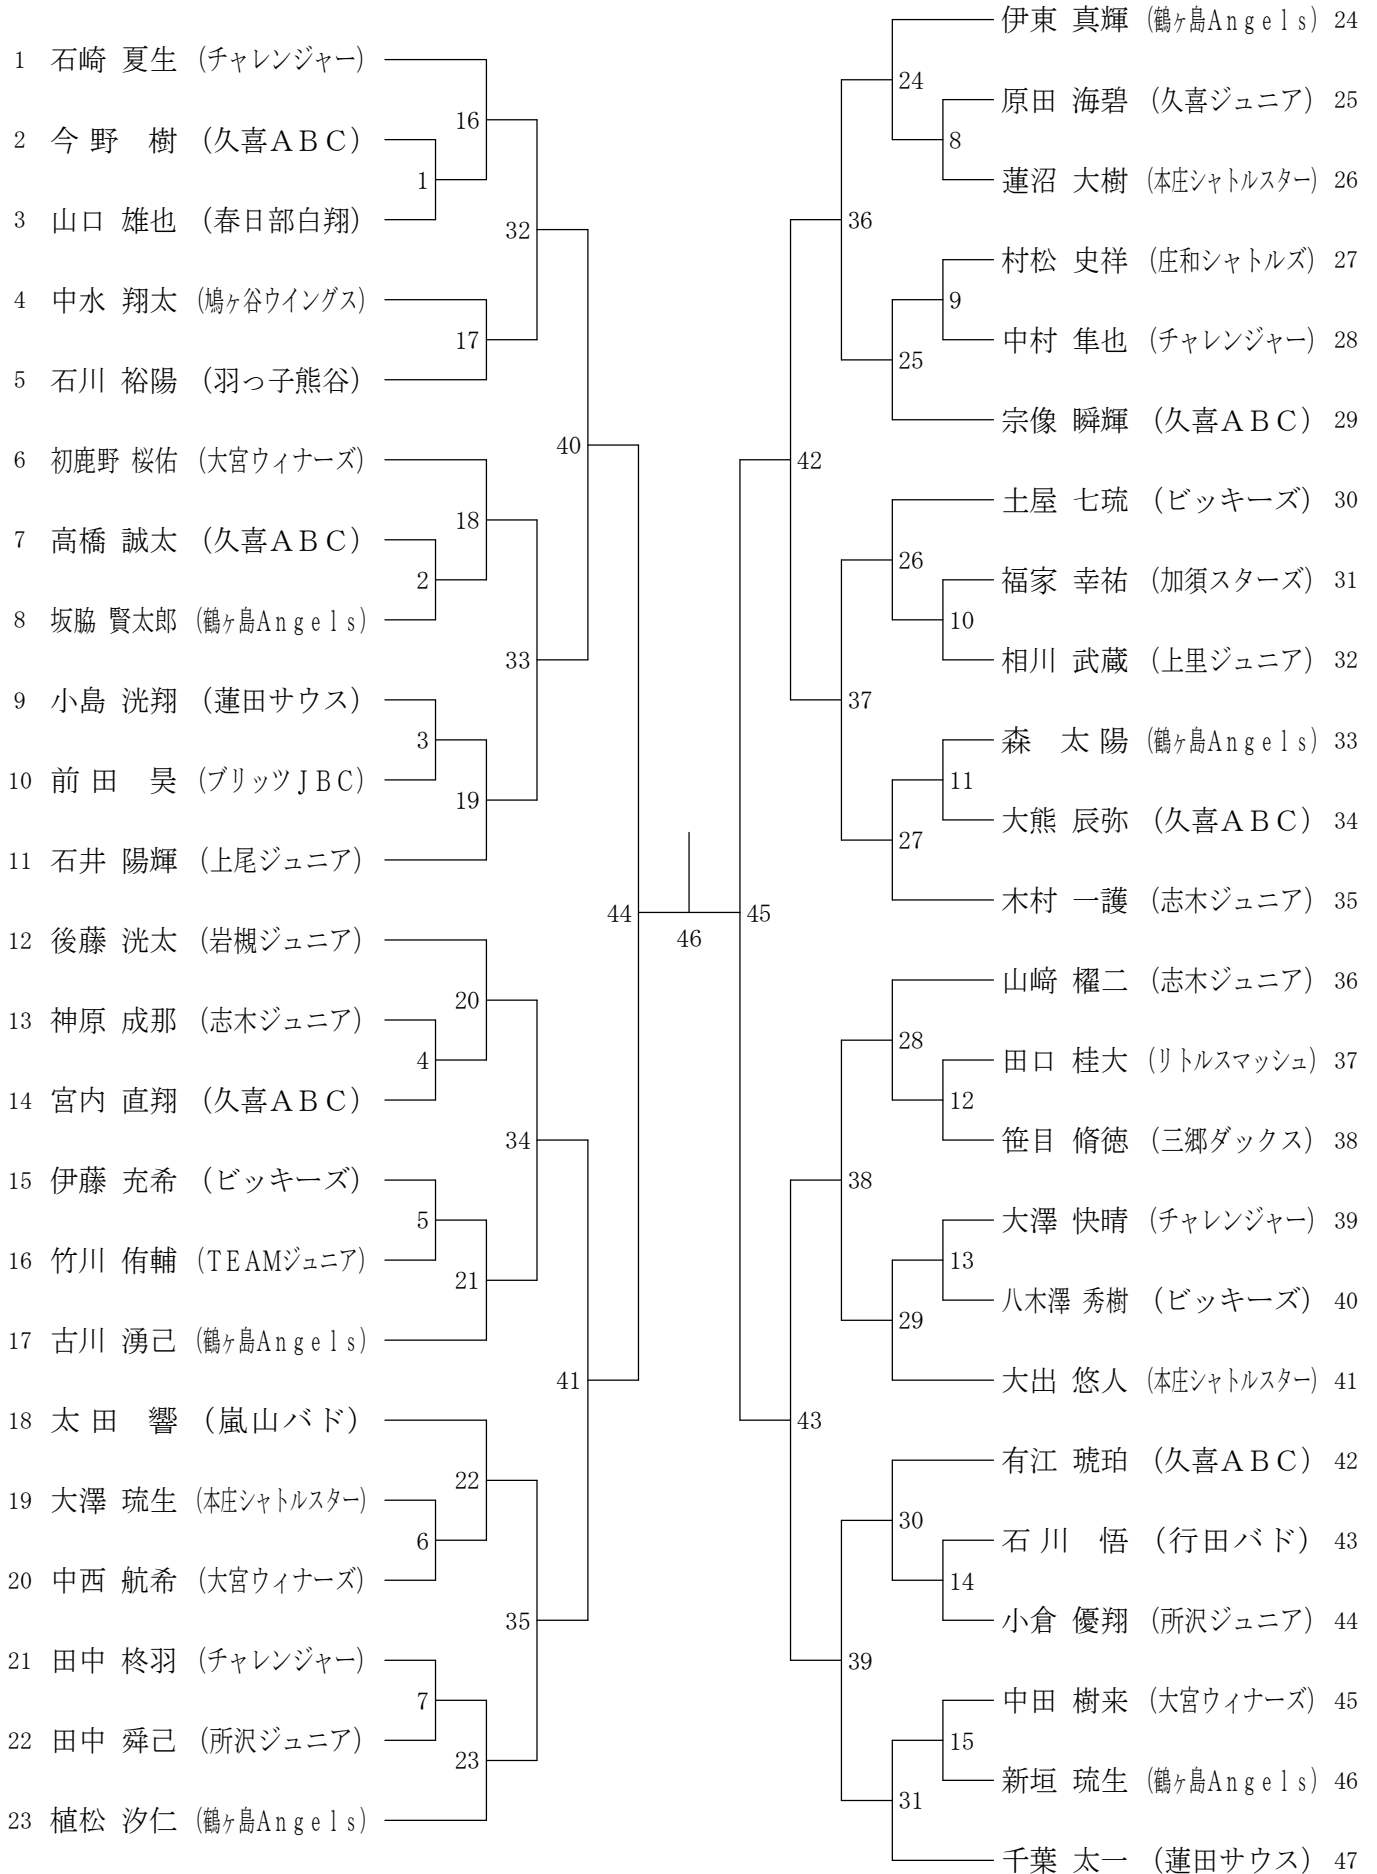 1 石崎 夏生 (チャレンジャー)
2 今野 樹 (久喜ABC)
3 山口 雄也 (春日部白翔)
4 中水 翔太 (鳩ヶ谷ウイングス)
5 石川 裕陽 (羽っ子熊谷)
6 初鹿野 桜佑 (大宮ウィナーズ)
7 高橋 誠太 (久喜ABC)
8 坂脇 賢太郎 (鶴ヶ島Angels)
9 小島 洸翔 (蓮田サウス)
10 前田 昊 (ブリッツJBC)
11 石井 陽輝 (上尾ジュニア)
12 後藤 洸太 (岩槻ジュニア)
13 神原 成那 (志木ジュニア)
14 宮内 直翔 (久喜ABC)
15 伊藤 充希 (ビッキーズ)
16 竹川 侑輔 (TEAMジュニア)
17 古川 湧己 (鶴ヶ島Angels)
18 太田 響 (嵐山バド)
19 大澤 琉生 (本庄シャトルスター)
20 中西 航希 (大宮ウィナーズ)
21 田中 柊羽 (チャレンジャー)
22 田中 舜己 (所沢ジュニア)
23 植松 汐仁 (鶴ヶ島Angels)
1
2
3
4
5
6
7
16
17
18
19
20
21
22
23
32
33
34
35
40
41
44
46
45
42
43
36
37
38
39
24
25
26
27
28
29
30
31
8
9
10
11
12
13
14
15
伊東 真輝 (鶴ヶ島Angels) 24
原田 海碧 (久喜ジュニア) 25
蓮沼 大樹 (本庄シャトルスター) 26
村松 史祥 (庄和シャトルズ) 27
中村 隼也 (チャレンジャー) 28
宗像 瞬輝 (久喜ABC) 29
土屋 七琉 (ビッキーズ) 30
福家 幸祐 (加須スターズ) 31
相川 武蔵 (上里ジュニア) 32
森 太陽 (鶴ヶ島Angels) 33
大熊 辰弥 (久喜ABC) 34
木村 一護 (志木ジュニア) 35
山﨑 櫂二 (志木ジュニア) 36
田口 桂大 (リトルスマッシュ) 37
笹目 脩徳 (三郷ダックス) 38
大澤 快晴 (チャレンジャー) 39
八木澤 秀樹 (ビッキーズ) 40
大出 悠人 (本庄シャトルスター) 41
有江 琥珀 (久喜ABC) 42
石川 悟 (行田バド) 43
小倉 優翔 (所沢ジュニア) 44
中田 樹来 (大宮ウィナーズ) 45
新垣 琉生 (鶴ヶ島Angels) 46
千葉 太一 (蓮田サウス) 47